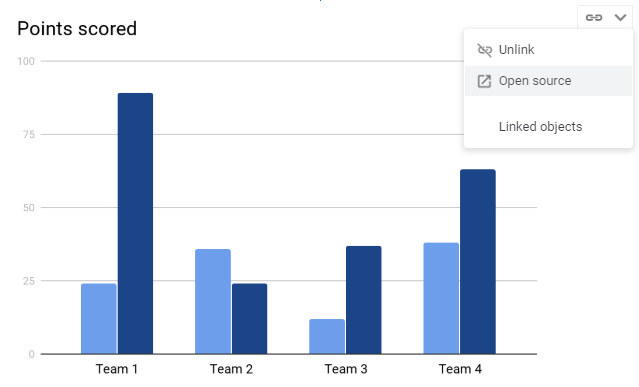 Points scored
Unlink
Open source
Linked objects
100
75
50
25
0
Team 1 Team 2 Team 3 Team 4